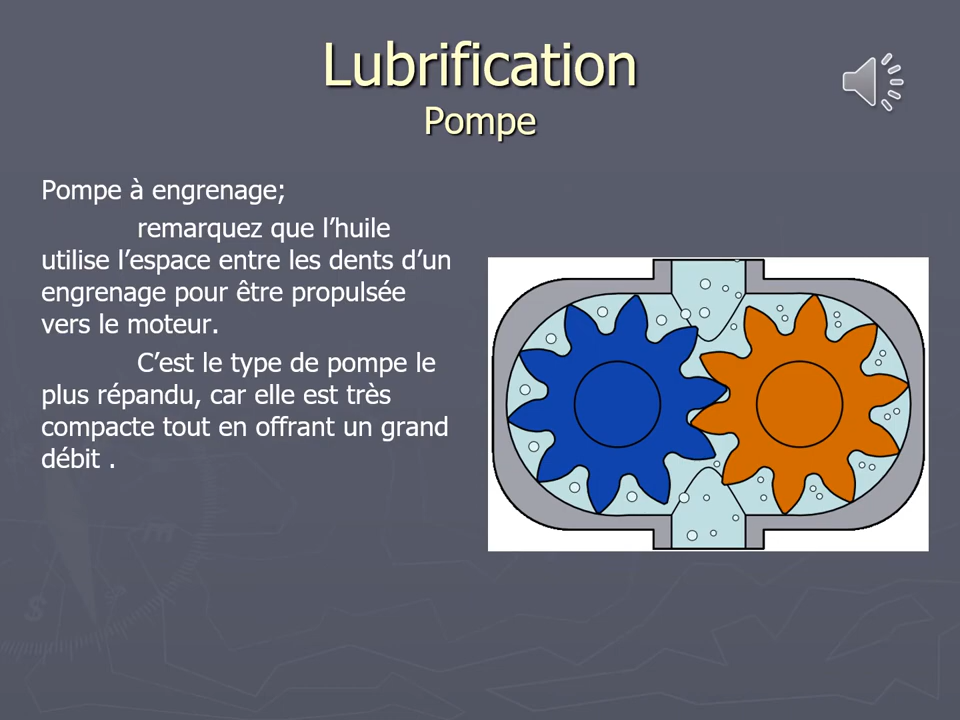 Lubrification
Pompe
Pompe à engrenage;
remarquez que l’huile
utilise l’espace entre les dents d’un
engrenage pour être propulsée
vers le moteur.
C’est le type de pompe le
plus répandu, car elle est très
compacte tout en offrant un grand
débit .